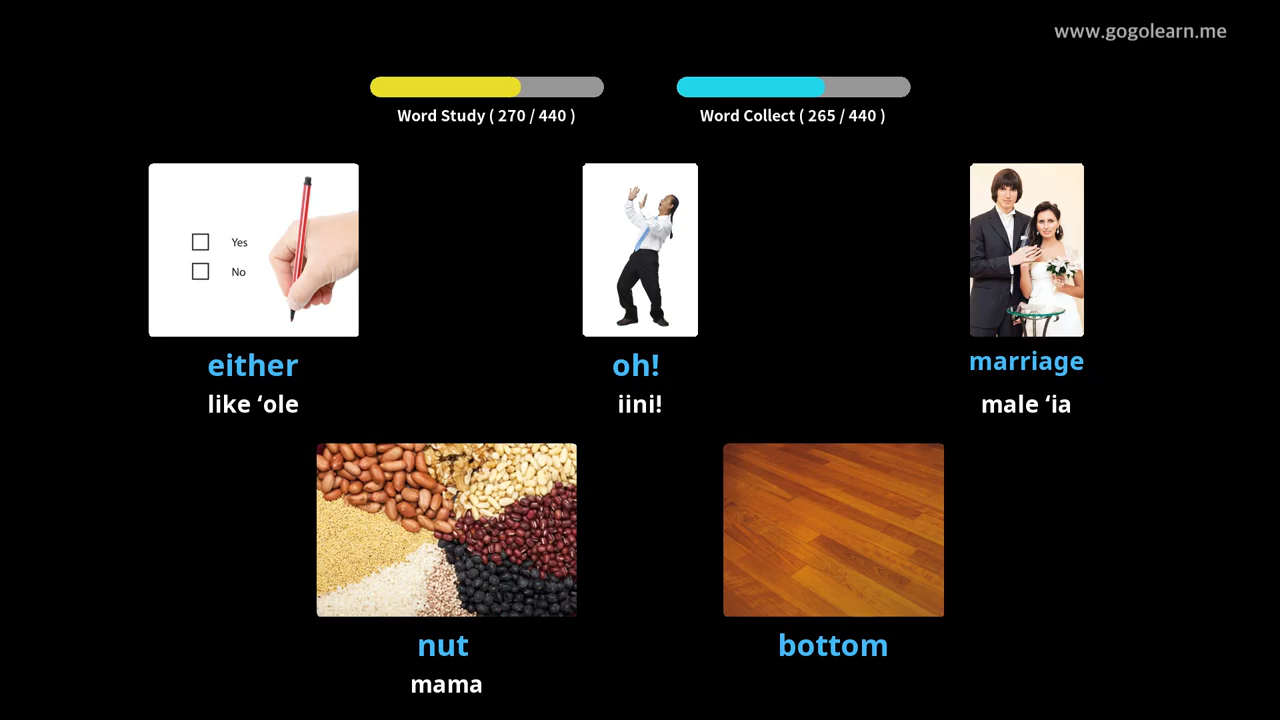 www.gogolearn.me
Word Study ( 270 / 440 )
Word Collect ( 265 / 440 )
Yes
No
either
like ‘ole
oh!
iini!
marriage
male ‘ia
nut
mama
bottom